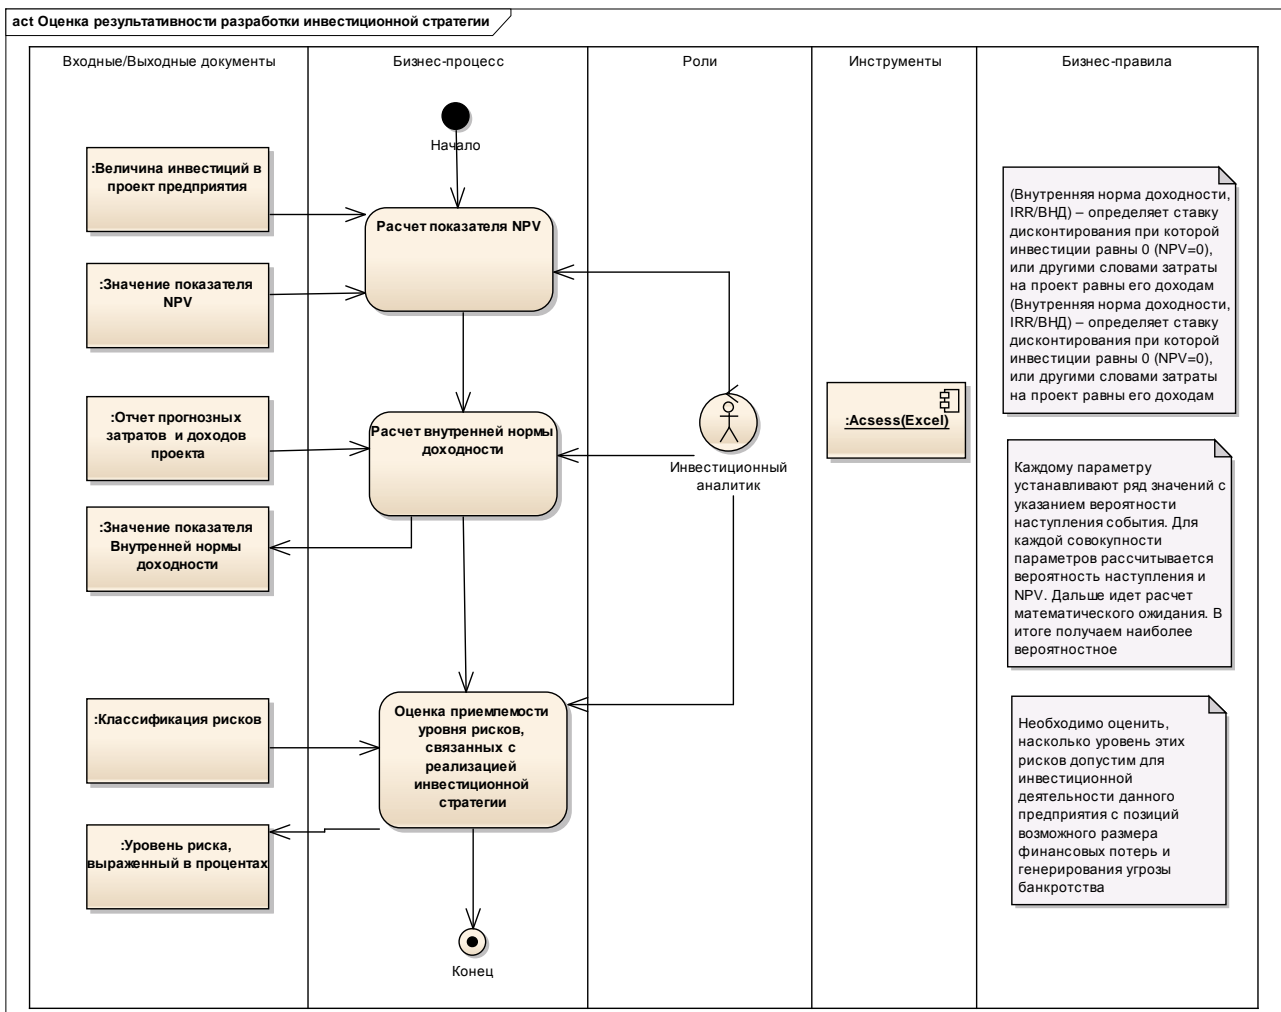 act Оценка результативности разработки инвестиционной стратегии
Входные/Выходные документы
Бизнес-процесс
Роли
Инструменты
Бизнес-правила
Начало
:Величина инвестиций в
проект предприятия
Расчет показателя NPV
:Значение показателя
NPV
:Отчет прогнозных
затратов и доходов
проекта
Расчет внутренней нормы
доходности
:Значение показателя
Внутренней нормы
доходности
:Классификация рисков
Оценка приемлемости
уровня рисков,
связанных с
реализацией
инвестиционной
стратегии
:Уровень риска,
выраженный в процентах
Конец
Инвестиционный
аналитик
:Acsess(Excel)
(Внутренняя норма доходности,
IRR/ВНД) – определяет ставку
дисконтирования при которой
инвестиции равны 0 (NPV=0),
или другими словами затраты
на проект равны его доходам
(Внутренняя норма доходности,
IRR/ВНД) – определяет ставку
дисконтирования при которой
инвестиции равны 0 (NPV=0),
или другими словами затраты
на проект равны его доходам
Каждому параметру
устанавливают ряд значений с
указанием вероятности
наступления события. Для
каждой совокупности
параметров рассчитывается
вероятность наступления и
NPV. Дальше идет расчет
математического ожидания. В
итоге получаем наиболее
вероятностное
Необходимо оценить,
насколько уровень этих
рисков допустим для
инвестиционной
деятельности данного
предприятия с позиций
возможного размера
финансовых потерь и
генерирования угрозы
банкротства